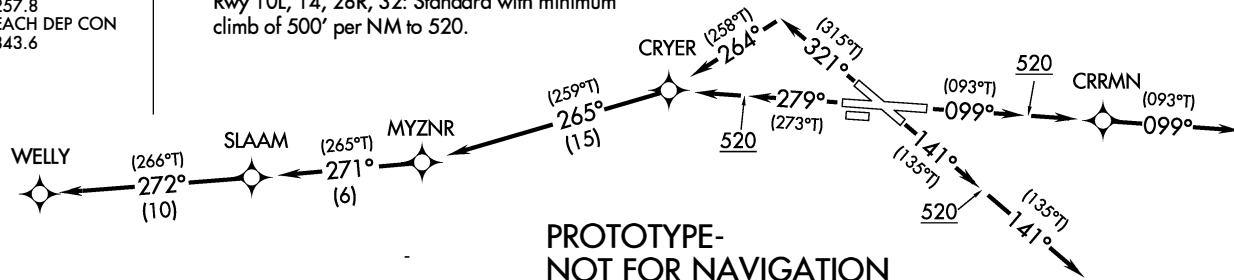 257.8
EACH DEP CON
343.6
Rwy 10L, 14, 28R, 32: Standard with minimum
climb of 500' per NM to 520.
CRYER
(258°T)
264°
(315°T)
321°
520
CRRMN
(093°T)
099°
(093°T)
099°
279°
(273°T)
520
(259°T)
265°
(15)
MYZNR
(265°T)
271°
(6)
SLAAM
(266°T)
272°
(10)
WELLY
141°
(135°T)
520
(135°T)
141°
PROTOTYPE-
NOT FOR NAVIGATION